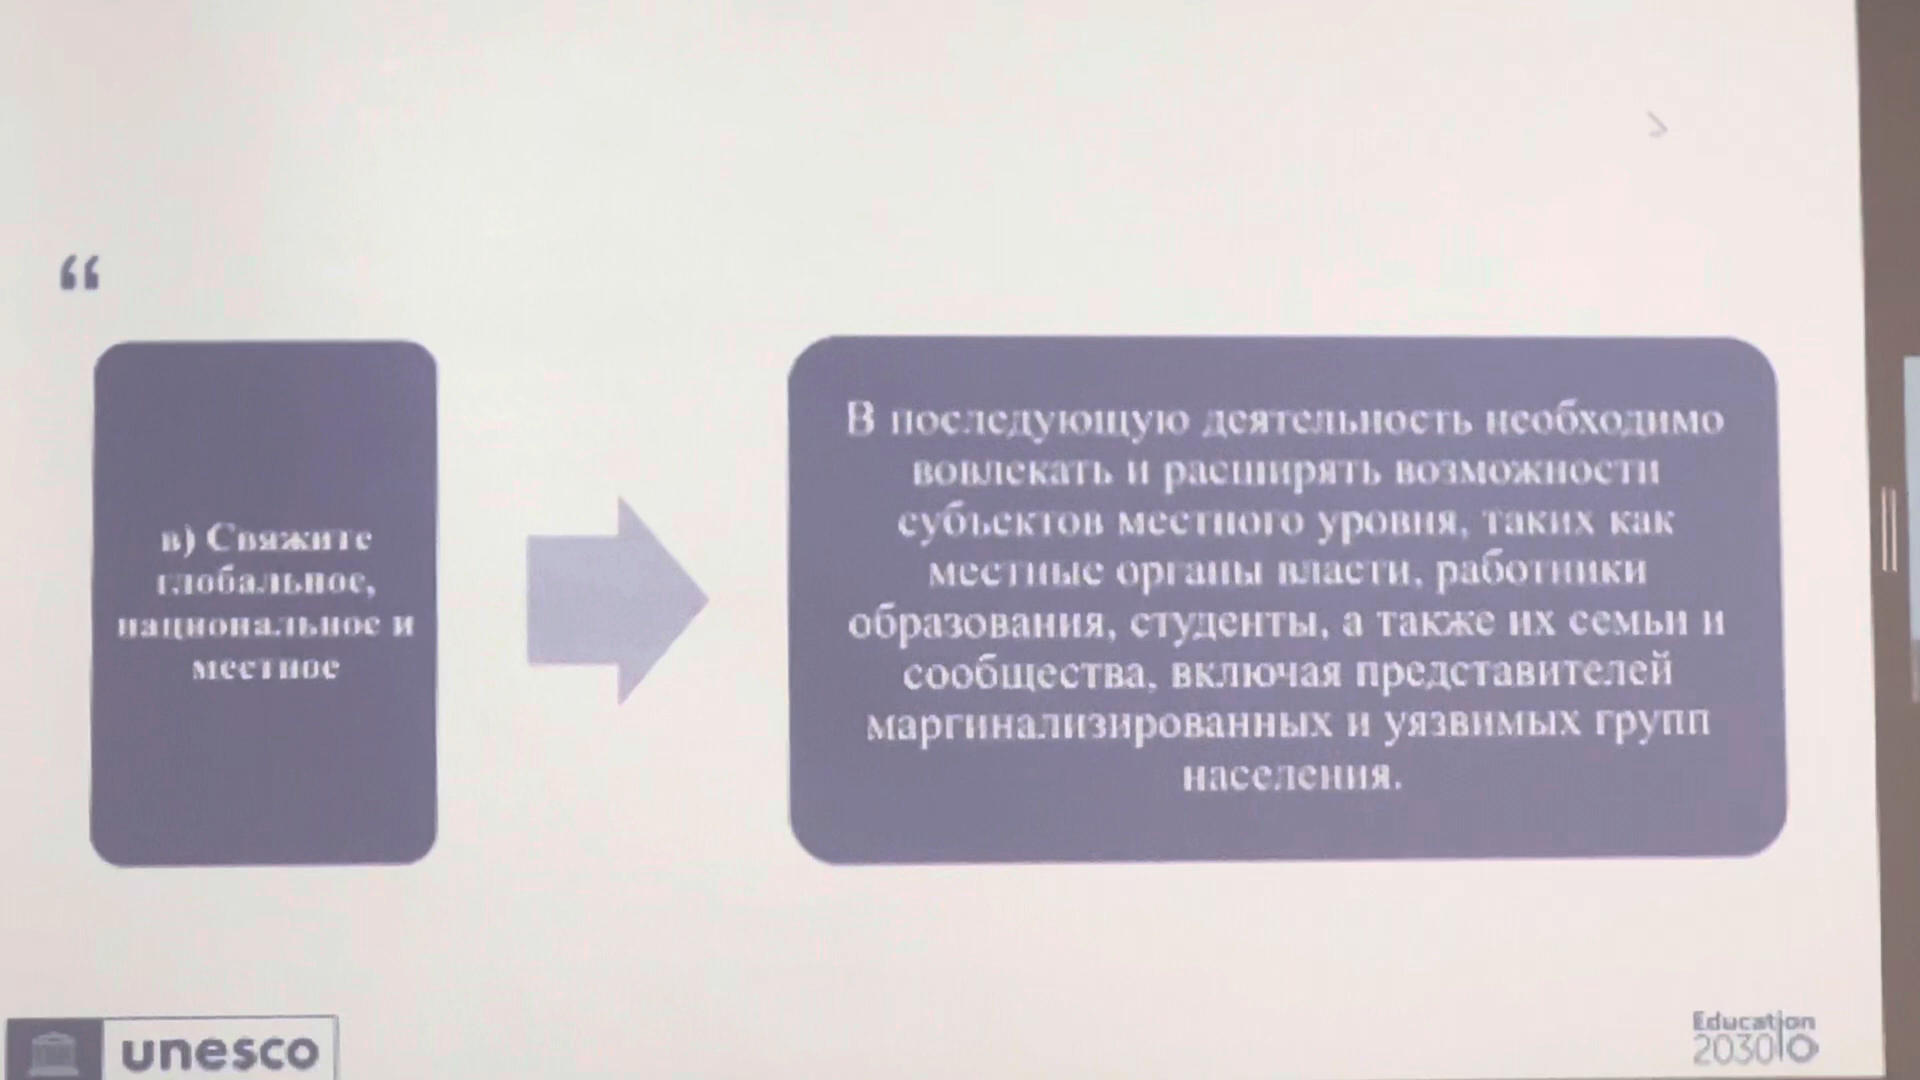 “
в) Свяжите
глобальное,
национальное и
местное
В последующую деятельность необходимо
вовлекать и расширять возможности
субъектов местного уровня, таких как
местные органы власти, работники
образования, студенты, а также их семьи и
сообщества, включая представителей
маргинализированных и уязвимых групп
населения.
unesco
Education
2030